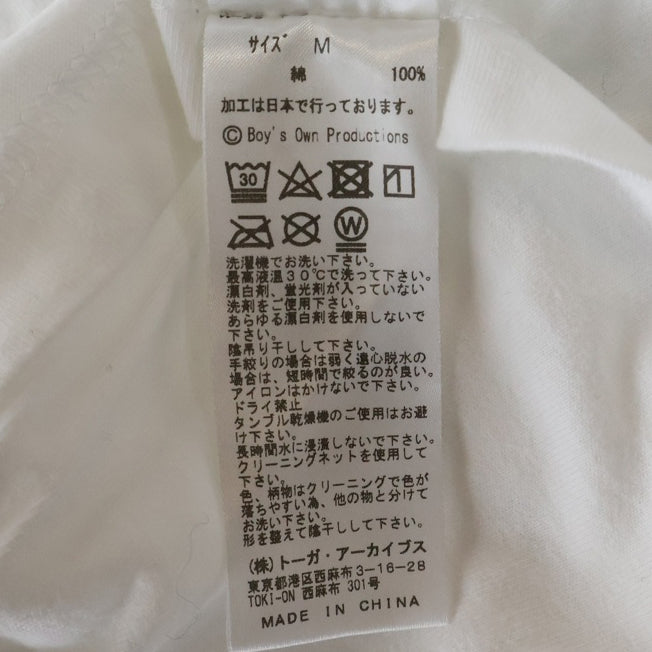 サイズ M
綿 100%
加工は日本で行っております。
© Boy's Own Productions
30
W
洗濯機でお洗い下さい。
最高液温30℃で洗って下さい。
漂白剤、蛍光剤が入っていない
洗剤をご使用下さい。
あらゆる漂白剤を使用しないで
下さい。
陰吊り干しして下さい。
手絞りの場合は弱く遠心脱水の
場合は、短時間で絞るのが良い。
アイロンはかけないで下さい。
ドライ禁止
タンブル乾燥機のご使用はお避
け下さい。
長時間水に浸漬しないで下さい。
クリーニングネットを使用して
下さい。
色、柄物はクリーニングで色が
落ちやすい為、他の物と分けて
お洗い下さい。
形を整えて陰干しして下さい。
(株)トーガ・アーカイブス
東京都港区西麻布3-16-28
TOKI-ON 西麻布 301号
MADE IN CHINA